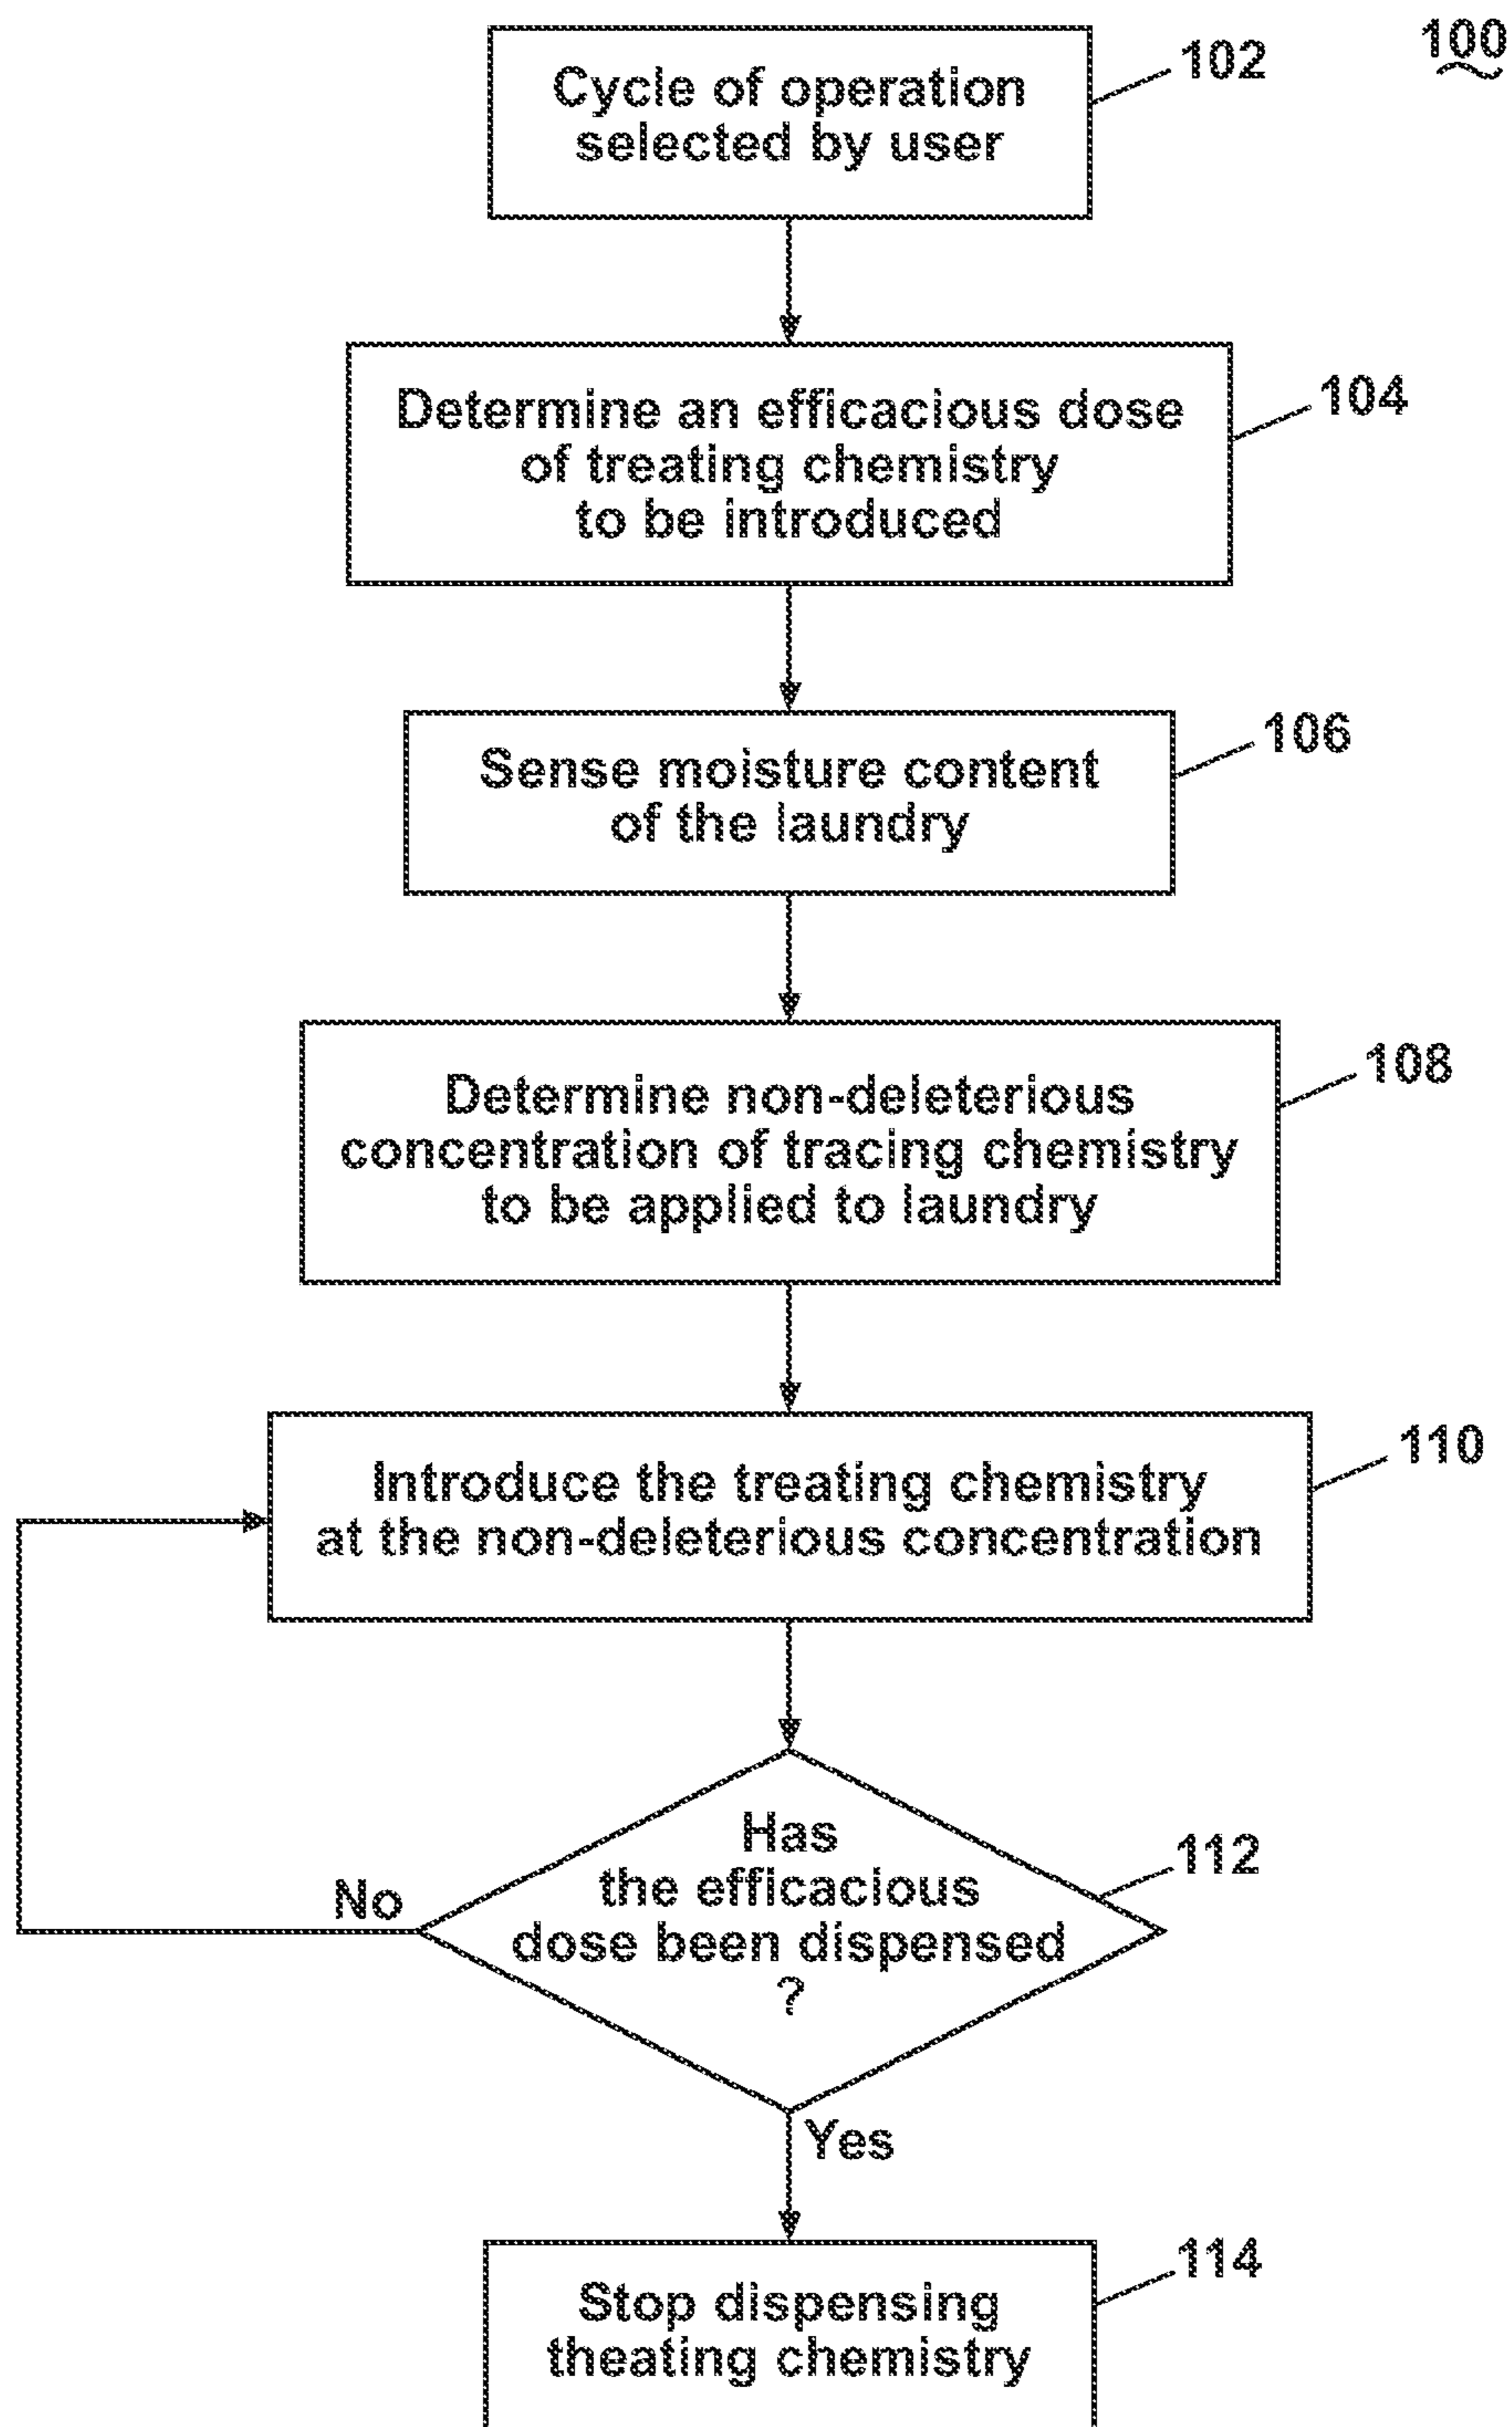 100
Cycle of operation
selected by user
102
Determine an efficacious dose
of treating chemistry
to be introduced
104
Sense moisture content
of the laundry
106
Determine non-deleterious
concentration of tracing chemistry
to be applied to laundry
108
Introduce the treating chemistry
at the non-deleterious concentration
110
Has
the efficacious
dose been dispensed
?
112
No
Yes
Stop dispensing
theating chemistry
114